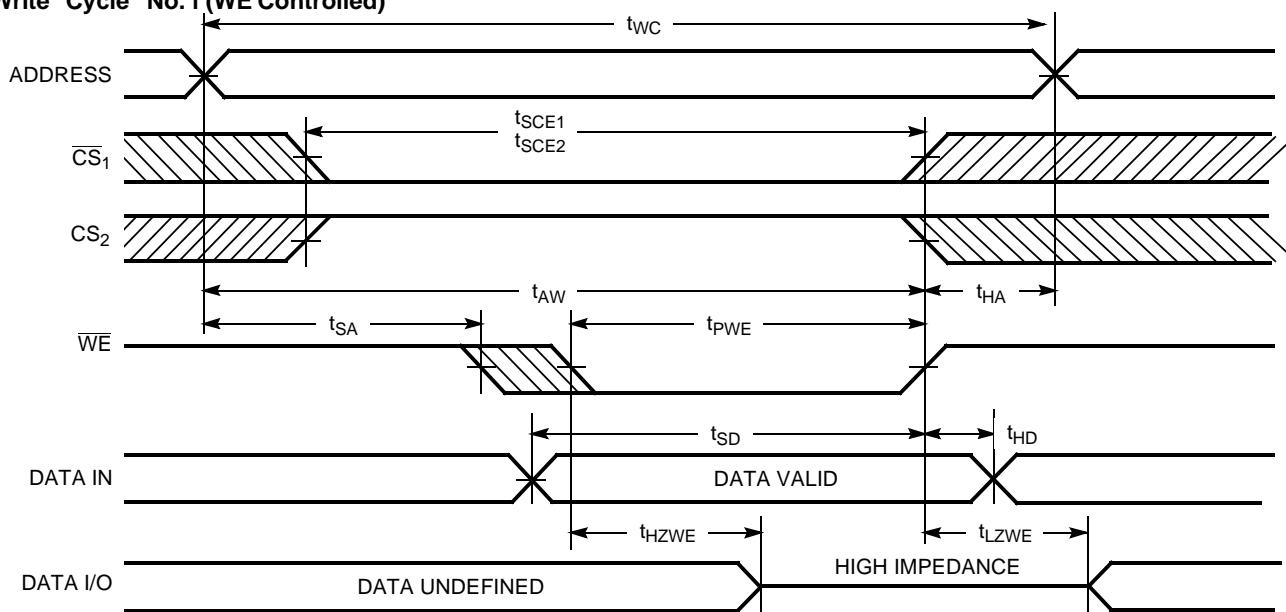 Write Cycle No. 1 (WE Controlled)
tWC
ADDRESS
tSCE1
tSCE2
CS1
CS2
tAW
tHA
tSA
tPWE
WE
tSD
tHD
DATA IN
DATA VALID
tHZWE
tLZWE
HIGH IMPEDANCE
DATA I/O
DATA UNDEFINED